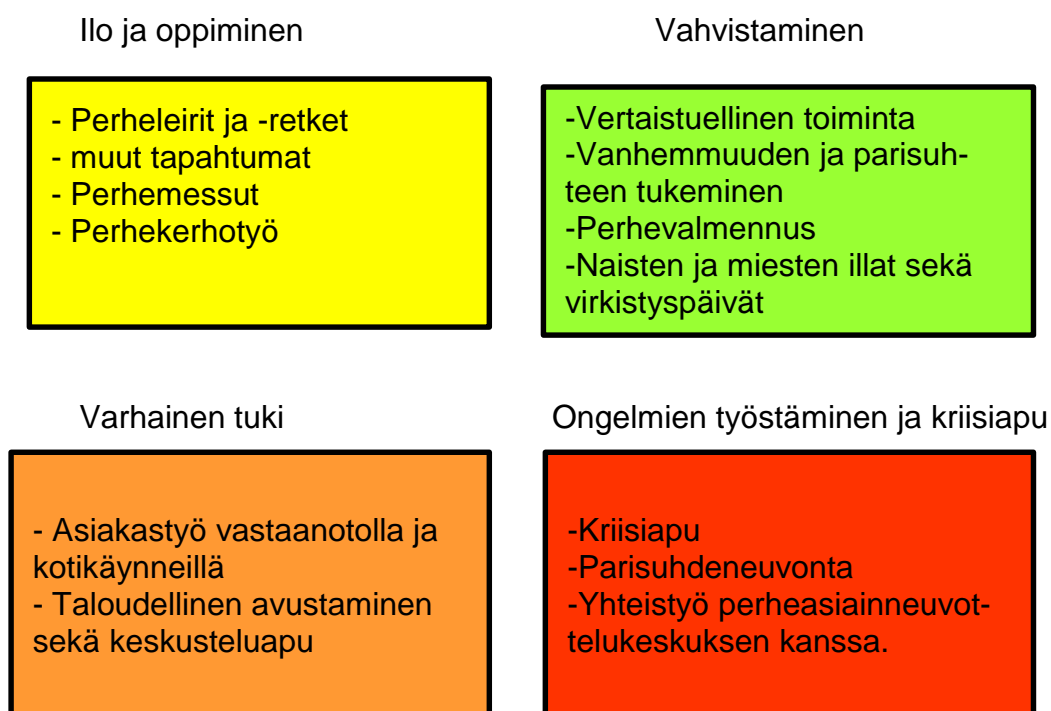 Ilo ja oppiminen
- Perheleirit ja -retket
- muut tapahtumat
- Perhemessut
- Perhekerhotyö
Vahvistaminen
-Vertaistuellinen toiminta
-Vanhemmuuden ja parisuh-
teen tukeminen
-Perhevalmennus
-Naisten ja miesten illat sekä
virkistyspäivät
Varhainen tuki
- Asiakastyö vastaanotolla ja
kotikäynneillä
- Taloudellinen avustaminen
sekä keskusteluapu
Ongelmien työstäminen ja kriisiapu
-Kriisiapu
-Parisuhdeneuvonta
-Yhteistyö perheasiainneuvot-
telukeskuksen kanssa.